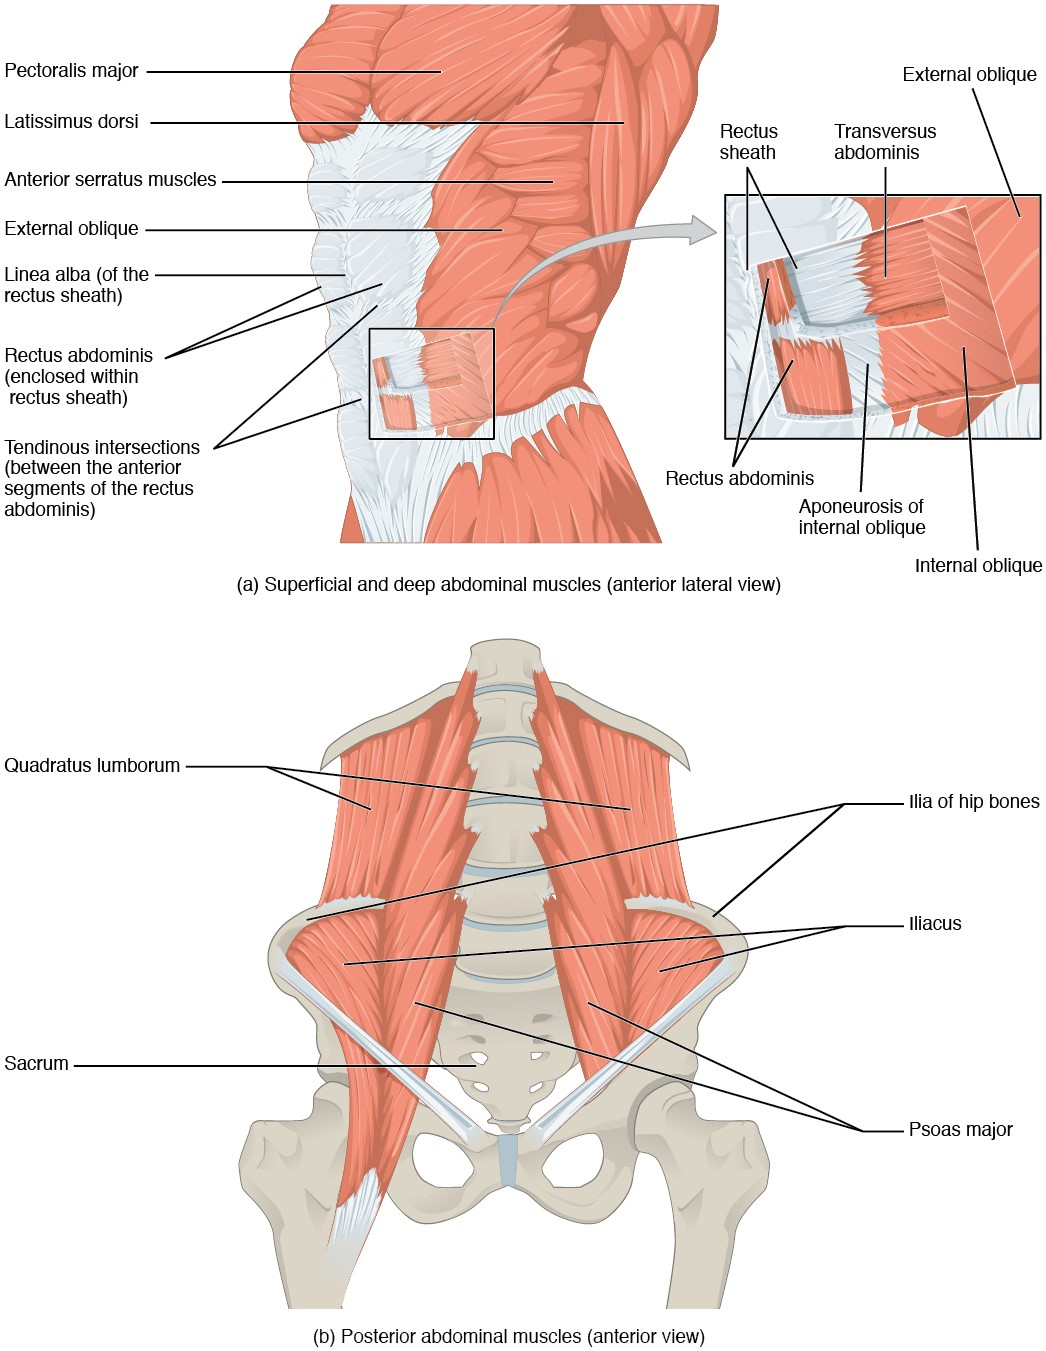 Pectoralis major
Latissimus dorsi
Anterior serratus muscles
External oblique
Linea alba (of the
rectus sheath)
Rectus abdominis
(enclosed within
rectus sheath)
Tendinous intersections
(between the anterior
segments of the rectus
abdominis)
External oblique
Rectus
sheath
Transversus
abdominis
Rectus abdominis
Aponeurosis of
internal oblique
Internal oblique
(a) Superficial and deep abdominal muscles (anterior lateral view)
Quadratus lumborum
Ilia of hip bones
Iliacus
Sacrum
Psoas major
(b) Posterior abdominal muscles (anterior view)